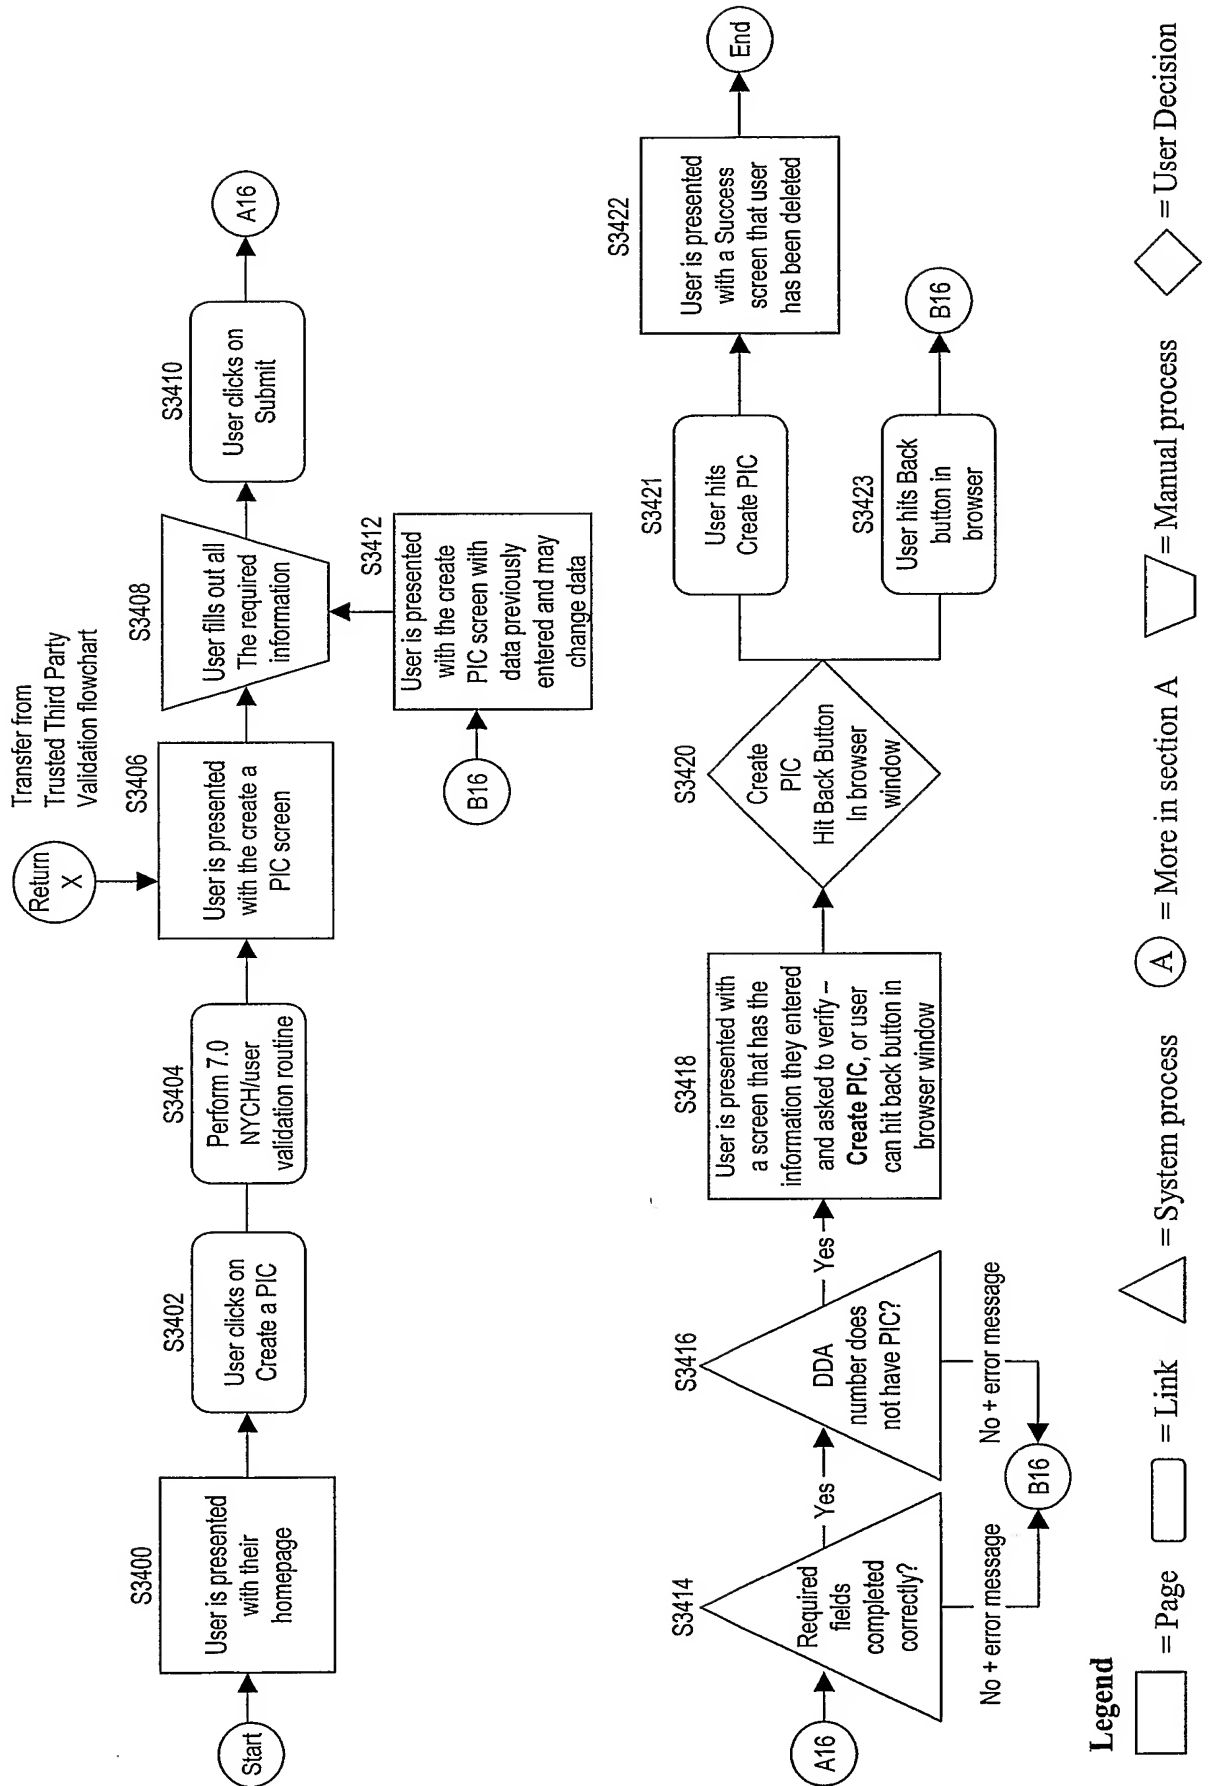 Transfer from
Trusted Third Party
Validation flowchart
Return
X
Start
S3400
User is presented
with their
homepage
S3402
User clicks on
Create a PIC
S3404
Perform 7.0
NYCH/user
validation routine
S3406
User is presented
with the create a
PIC screen
S3408
User fills out all
The required
information
S3410
User clicks on
Submit
A16
B16
S3412
User is presented
with the create
PIC screen with
data previously
entered and may
change data
A16
S3414
Required
fields
completed
correctly?
Yes
No + error message
S3416
DDA
number does
not have PIC?
Yes
No + error message
B16
S3418
User is presented with
a screen that has the
information they entered
and asked to verify –
Create PIC, or user
can hit back button in
browser window
S3420
Create
PIC
Hit Back Button
In browser
window
S3421
User hits
Create PIC
S3422
User is presented
with a Success
screen that user
has been deleted
End
S3423
User hits Back
button in
browser
B16
Legend
= Page
= Link
= System process
A
= More in section A
= Manual process
= User Decision